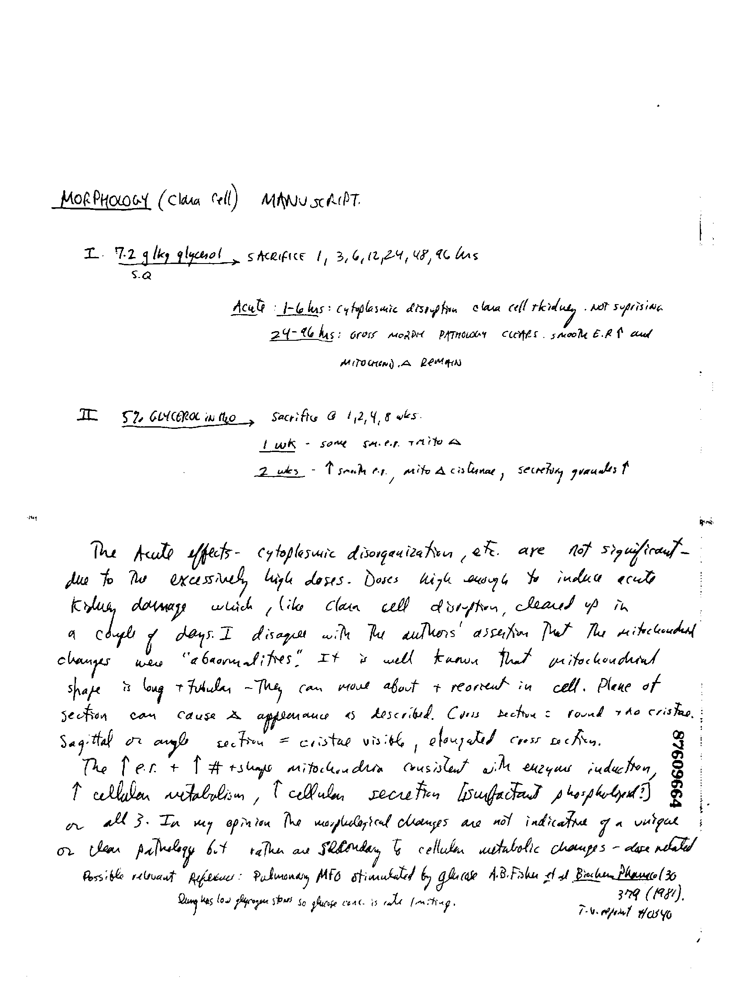 MORPHOLOGY (Clara Cell) MANUSCRIPT.
I. 7.2 g/kg glycerol → SACRIFICE 1, 3, 6, 12, 24, 48, 96 hrs
S.Q
Acute: 1-6 hrs: cytoplasmic disruption clara cell + kidney. NOT suprising
24-96 hrs: GROSS MORPH PATHOLOGY CLEARS. smooth E.R ↑ and
MITOCHOND. Δ REMAIN
II 5% GLYCEROL in H2O → Sacrifice @ 1, 2, 4, 8 wks.
1 wk - some sm.e.r. + mito Δ
2 wks - ↑ smooth e.r., mito Δ cisternae, secretory granules ↑
The Acute effects - cytoplasmic disorganization, etc. are not significant -
due to the excessively high doses. Doses high enough to induce acute
Kidney damage which, like clara cell disruption, cleared up in
a couple of days. I disagree with the authors' assertion that the mitochondrial
changes were "abnormalities". It is well known that mitochondrial
shape is long + tubular - They can move about + reorient in cell. Plane of
section can cause Δ appearance as described. Cross section = round + no cristae.
Sagittal or angle section = cristae visible, elongated cross section.
The ↑ e.r. + ↑ # + shape mitochondria consistent with enzyme induction,
↑ cellular metabolism, ↑ cellular secretion [surfactant phospholipid?]
or all 3. In my opinion the morphological changes are not indicative of a unique
or clear pathology but rather are secondary to cellular metabolic changes - dose related
Possible relevant Reference: Pulmonary MFO stimulated by glucose A.B. Fisher et al Biochem Pharmacol 30
379 (1981).
Lung has low glycogen stores so glucose conc. is rate limiting.
T.V. reprint
87609664